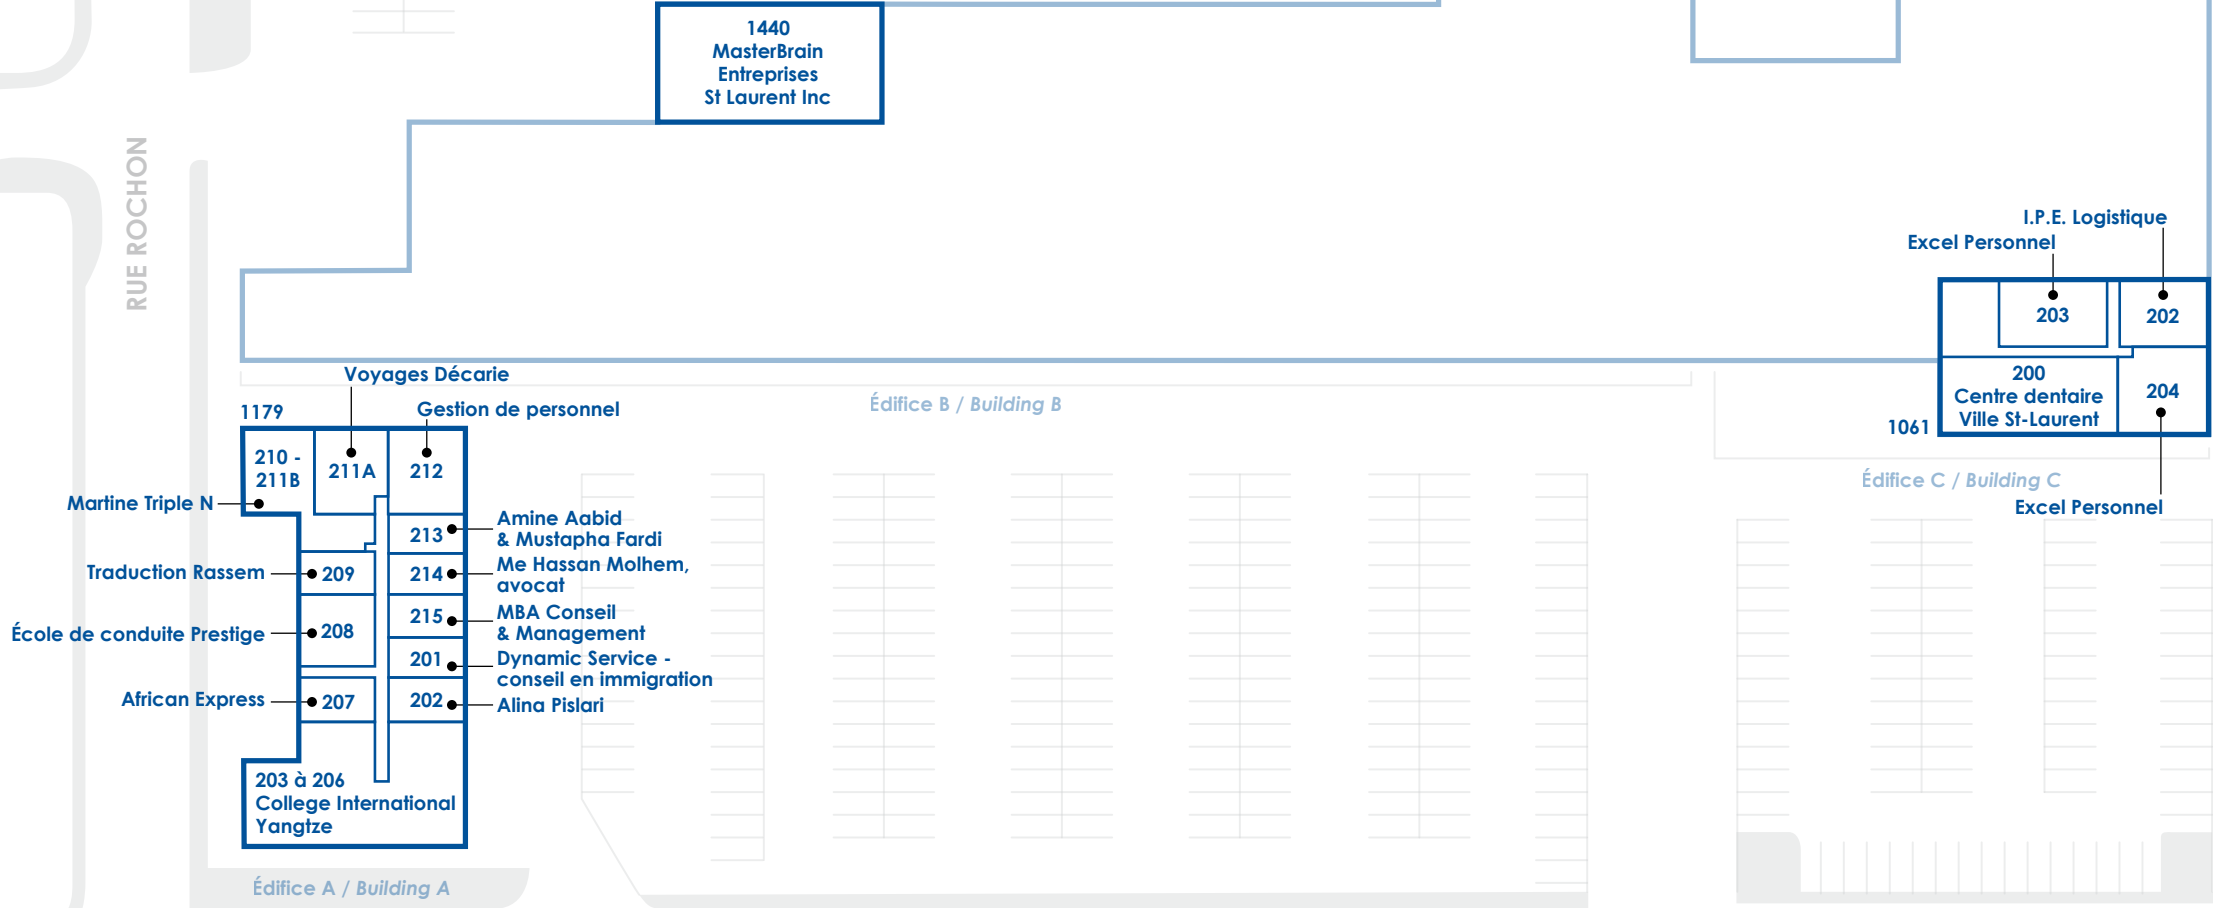 1440
MasterBrain
Entreprises
St Laurent Inc
RUE ROCHON
I.P.E. Logistique
Excel Personnel
203
202
200
Centre dentaire
Ville St-Laurent
204
1061
Édifice C / Building C
Excel Personnel
Édifice B / Building B
Voyages Décarie
1179
Gestion de personnel
210 -
211B
211A
212
Martine Triple N
213
Amine Aabid
& Mustapha Fardi
Traduction Rassem
209
214
Me Hassan Molhem,
avocat
École de conduite Prestige
208
215
MBA Conseil
& Management
201
Dynamic Service -
conseil en immigration
African Express
207
202
Alina Pislari
203 à 206
College International
Yangtze
Édifice A / Building A